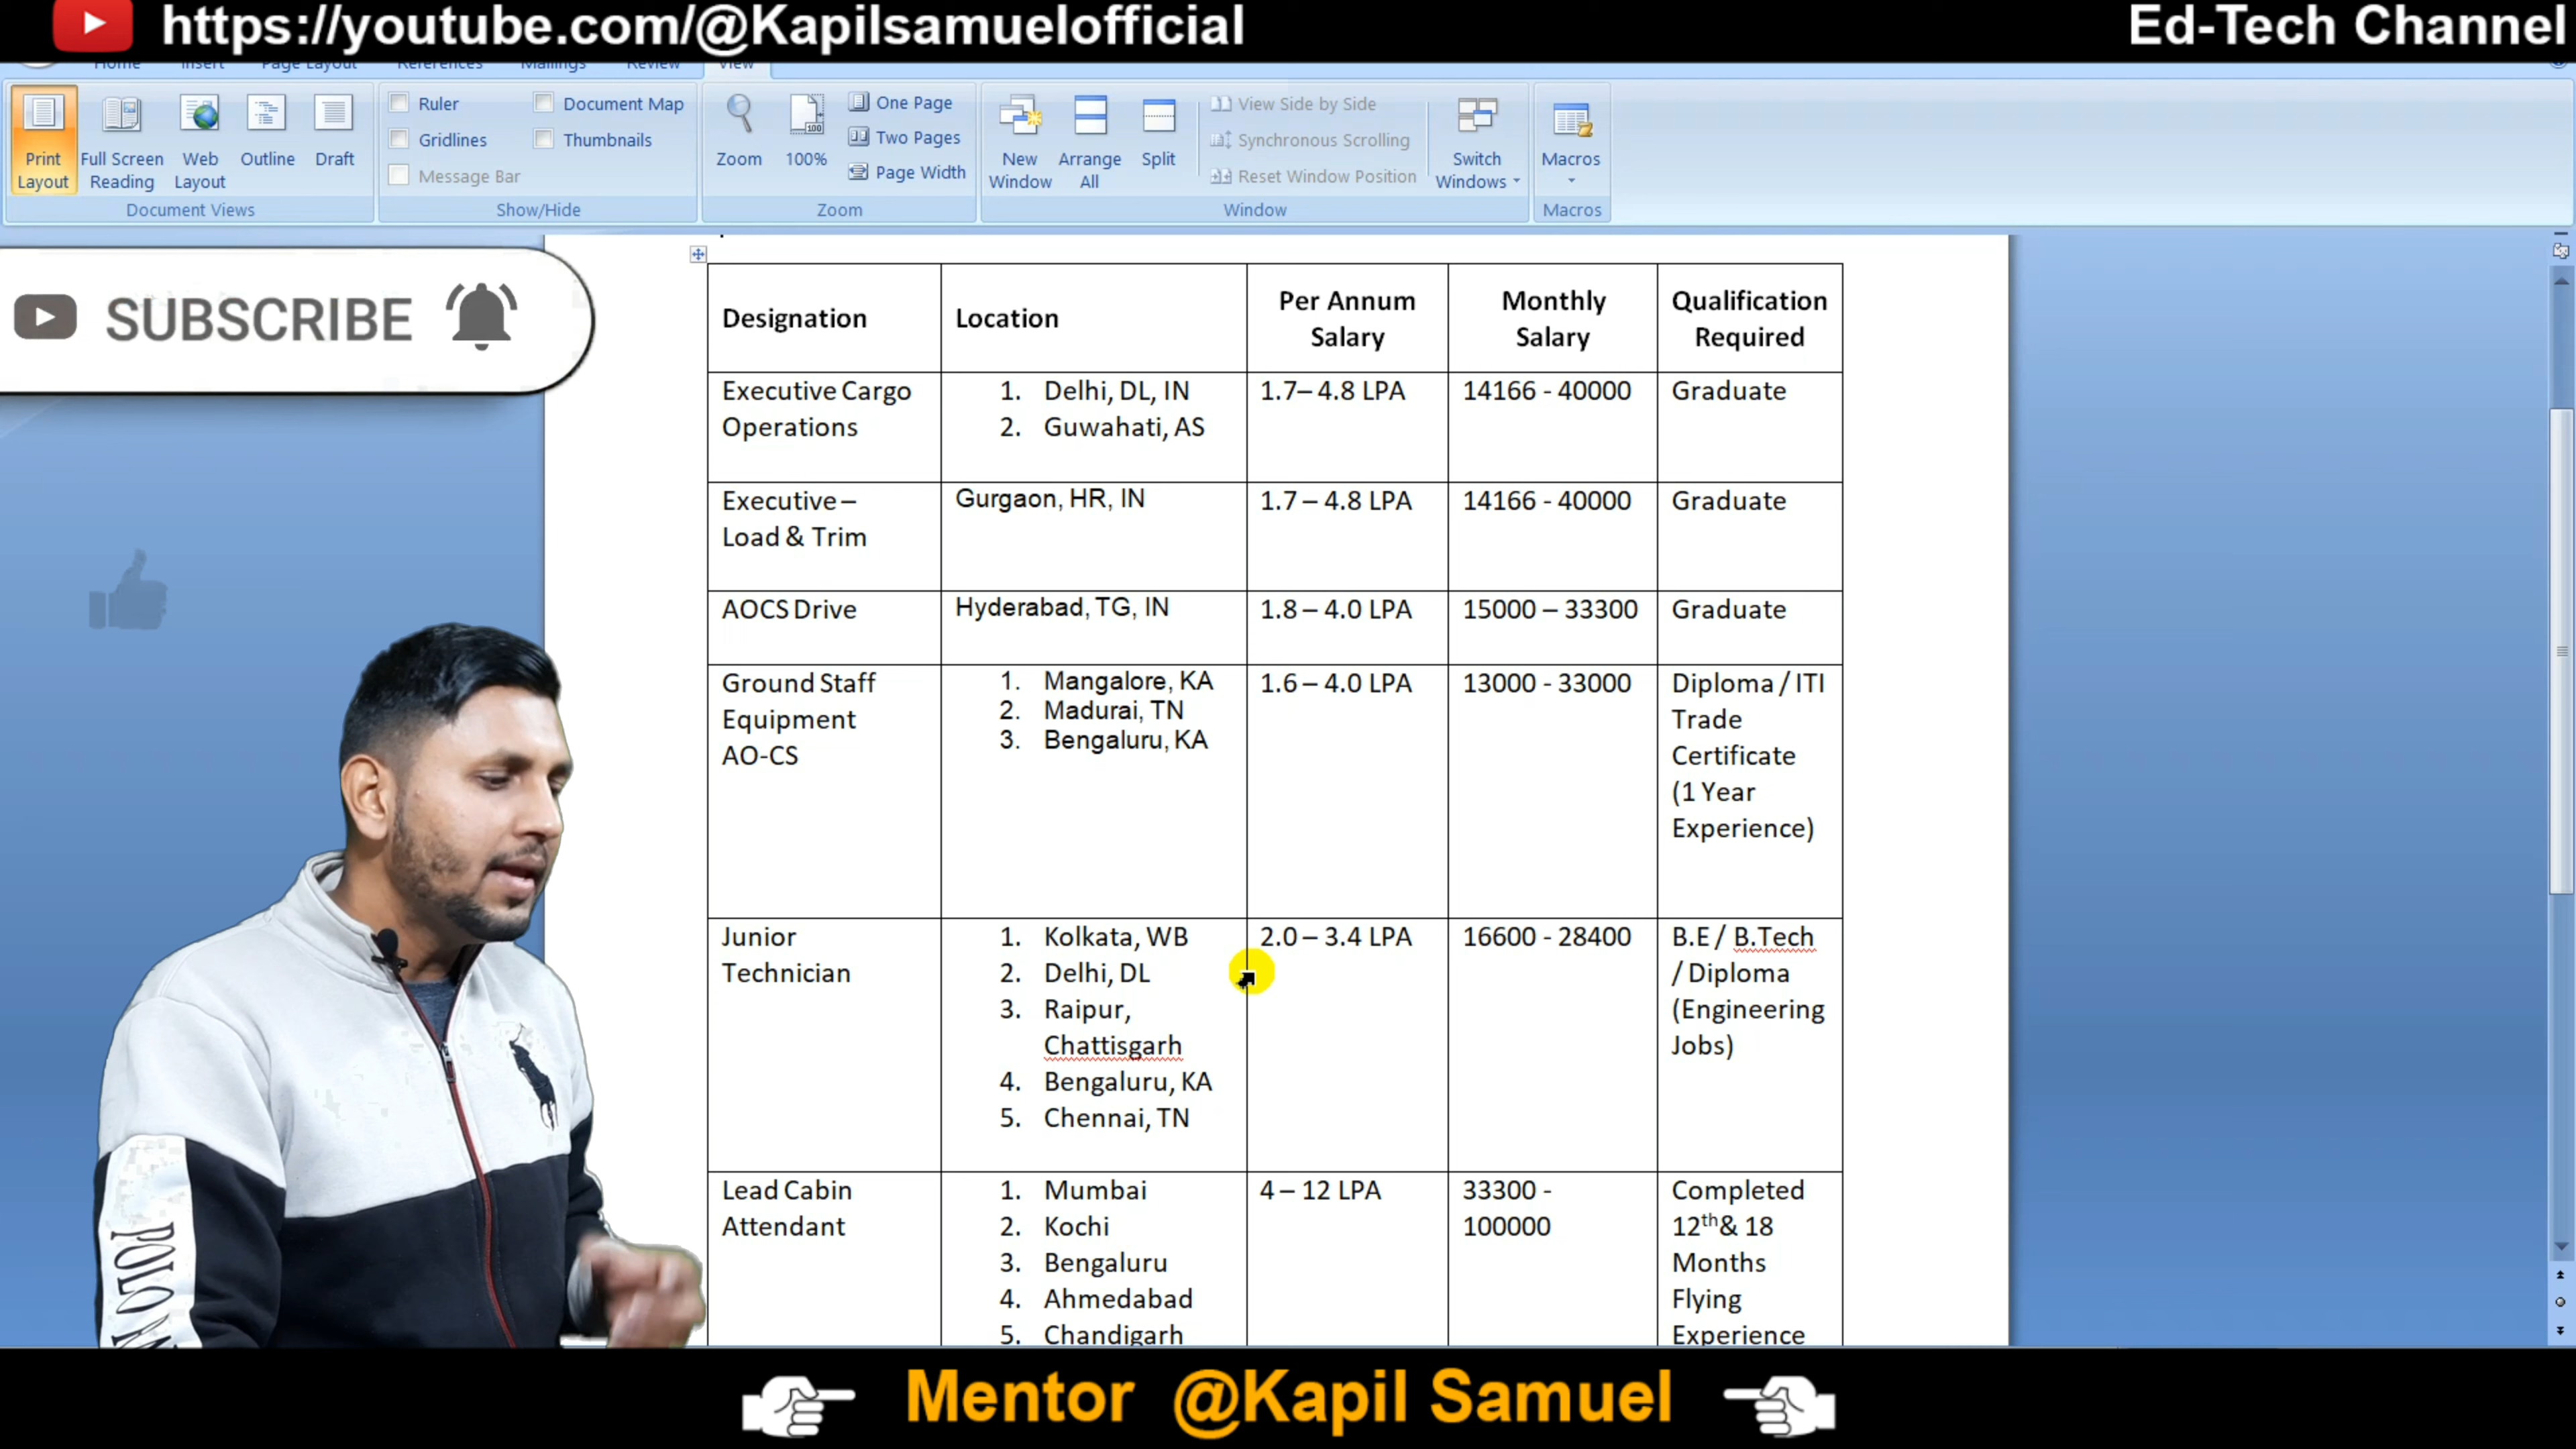 https://youtube.com/@Kapilsamuelofficial
Ed-Tech Channel
Home Insert Page Layout References Mailings Review View
Print Layout
Full Screen Reading
Web Layout
Outline
Draft
Document Views
Ruler
Gridlines
Message Bar
Document Map
Thumbnails
Show/Hide
Zoom
100%
One Page
Two Pages
Page Width
Zoom
New Window
Arrange All
Split
View Side by Side
Synchronous Scrolling
Reset Window Position
Switch Windows
Window
Macros
Macros
SUBSCRIBE
Designation
Location
Per Annum
Salary
Monthly
Salary
Qualification
Required
Executive Cargo
Operations
1. Delhi, DL, IN
2. Guwahati, AS
1.7– 4.8 LPA
14166 - 40000
Graduate
Executive –
Load & Trim
Gurgaon, HR, IN
1.7 – 4.8 LPA
14166 - 40000
Graduate
AOCS Drive
Hyderabad, TG, IN
1.8 – 4.0 LPA
15000 – 33300
Graduate
Ground Staff
Equipment
AO-CS
1. Mangalore, KA
2. Madurai, TN
3. Bengaluru, KA
1.6 – 4.0 LPA
13000 - 33000
Diploma / ITI
Trade
Certificate
(1 Year
Experience)
Junior
Technician
1. Kolkata, WB
2. Delhi, DL
3. Raipur,
Chattisgarh
4. Bengaluru, KA
5. Chennai, TN
2.0 – 3.4 LPA
16600 - 28400
B.E / B.Tech
/ Diploma
(Engineering
Jobs)
Lead Cabin
Attendant
1. Mumbai
2. Kochi
3. Bengaluru
4. Ahmedabad
5. Chandigarh
4 – 12 LPA
33300 -
100000
Completed
12th & 18
Months
Flying
Experience
POLO
Mentor @Kapil Samuel